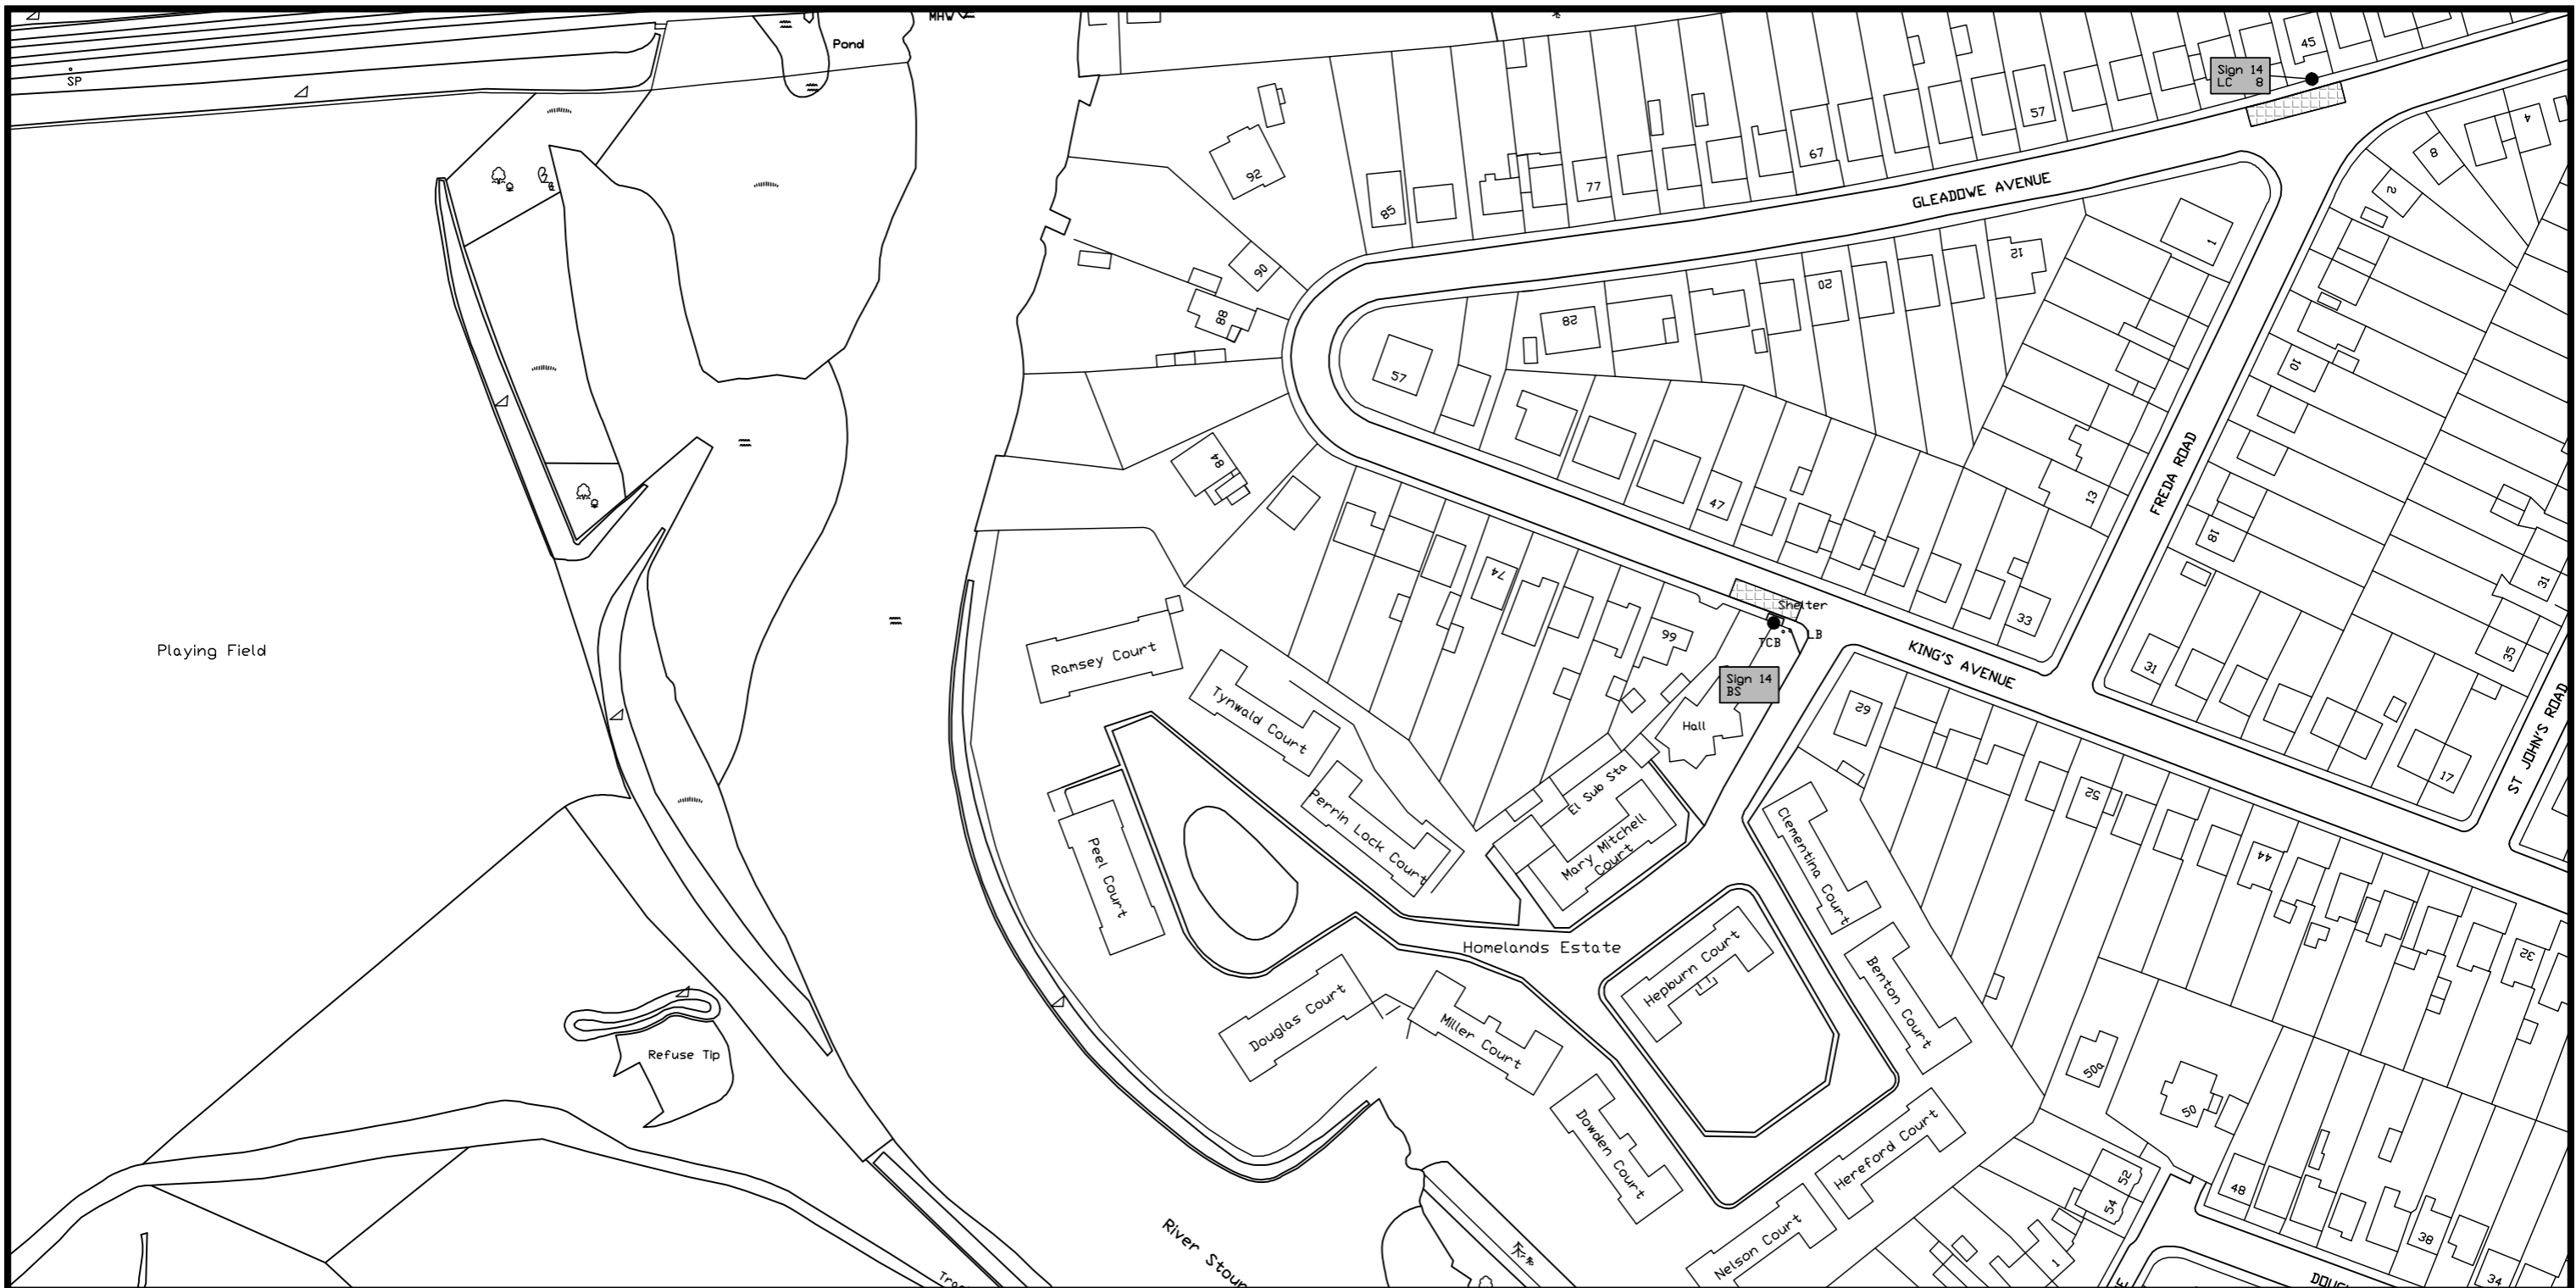 MHW
Pond
SP
45
Sign 14
LC 8
57
67
77
85
92
90
88
84
GLEADOWE AVENUE
1
12
20
28
57
47
13
33
FREDA ROAD
4
8
2
10
18
31
31
35
17
ST JOHN'S ROAD
KING'S AVENUE
Shelter
TCB
LB
Sign 14
BS
Hall
74
66
62
52
44
32
Playing Field
Ramsey Court
Tynwald Court
Perrin Lock Court
Peel Court
El Sub Sta
Mary Mitchell
Court
Clementina Court
Benton Court
Hepburn Court
Homelands Estate
Douglas Court
Miller Court
Dowden Court
Hereford Court
Nelson Court
Refuse Tip
River Stour
50a
50
48
52
54
38
34
1